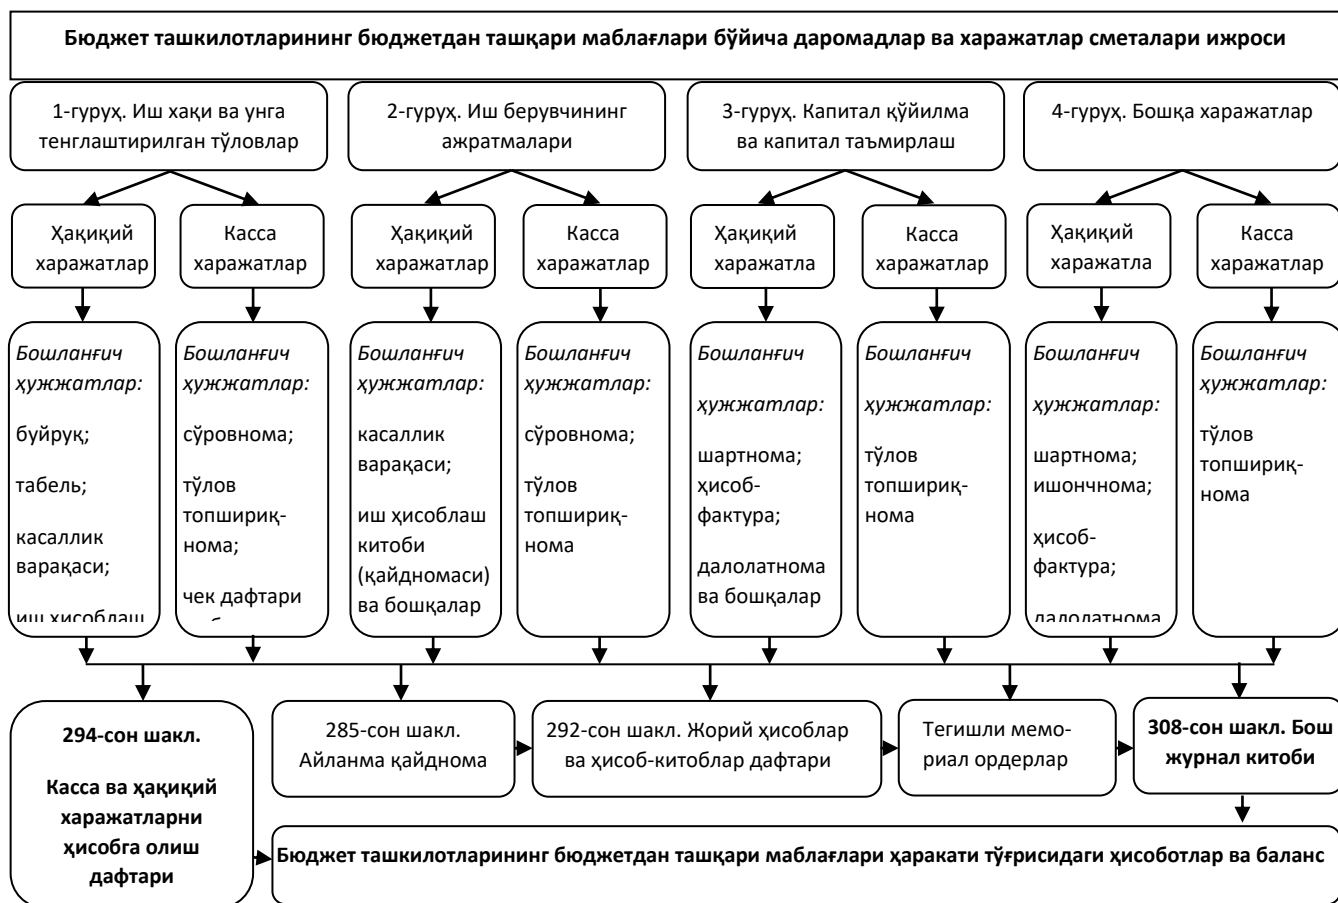 Бюджет ташкилотларининг бюджетдан ташқари маблағлари бўйича даромадлар ва харажатлар сметалари ижроси
1-гуруҳ. Иш хақи ва унга
тенглаштирилган тўловлар
2-гуруҳ. Иш берувчининг
ажратмалари
3-гуруҳ. Капитал қўйилма
ва капитал таъмирлаш
4-гуруҳ. Бошқа харажатлар
Ҳақиқий
харажатлар
Касса
харажатлар
Ҳақиқий
харажатлар
Касса
харажатлар
Ҳақиқий
харажатла
Касса
харажатлар
Ҳақиқий
харажатла
Касса
харажатлар
Бошланғич
ҳужжатлар:
буйруқ;
табель;
касаллик
варақаси;
иш ҳисоблаш
Бошланғич
ҳужжатлар:
сўровнома;
тўлов
топшириқ-
нома;
чек дафтари
Бошланғич
ҳужжатлар:
касаллик
варақаси;
иш ҳисоблаш
китоби
(қайдномаси)
ва бошқалар
Бошланғич
ҳужжатлар:
сўровнома;
тўлов
топшириқ-
нома
Бошланғич
ҳужжатлар:
шартнома;
ҳисоб-
фактура;
далолатнома
ва бошқалар
Бошланғич
ҳужжатлар:
тўлов
топшириқ-
нома
Бошланғич
ҳужжатлар:
шартнома;
ишончнома;
ҳисоб-
фактура;
далолатнома
Бошланғич
ҳужжатлар:
тўлов
топшириқ-
нома
294-сон шакл.
Касса ва ҳақиқий
харажатларни
ҳисобга олиш
дафтари
285-сон шакл.
Айланма қайднома
292-сон шакл. Жорий ҳисоблар
ва ҳисоб-китоблар дафтари
Тегишли мемо-
риал ордерлар
308-сон шакл. Бош
журнал китоби
Бюджет ташкилотларининг бюджетдан ташқари маблағлари ҳаракати тўғрисидаги ҳисоботлар ва баланс